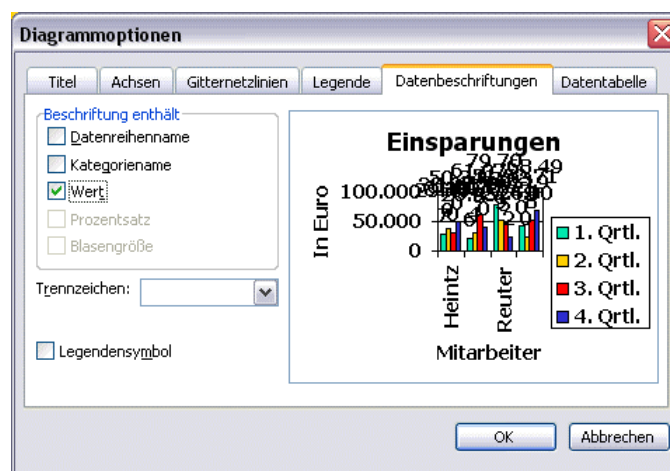 Diagrammoptionen
Titel Achsen Gitternetzlinien Legende Datenbeschriftungen Datentabelle
Beschriftung enthält
Datenreihenname
Kategoriename
Wert
Prozentsatz
Blasengröße
Trennzeichen:
Legendensymbol
Einsparungen
In Euro
100.000
50.000
0
Heintz
Reuter
Mitarbeiter
1. Qrtl.
2. Qrtl.
3. Qrtl.
4. Qrtl.
OK Abbrechen